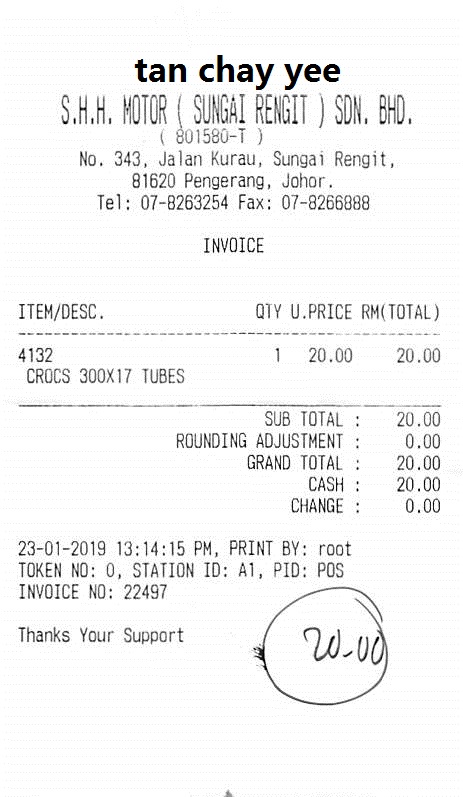 tan chay yee
S.H.H. MOTOR ( SUNGAI RENGIT ) SDN. BHD.
( 801580-T )
No. 343, Jalan Kurau, Sungai Rengit,
81620 Pengerang, Johor.
Tel: 07-8263254 Fax: 07-8266888
INVOICE
ITEM/DESC. QTY U.PRICE RM(TOTAL)
4132 1 20.00 20.00
CROCS 300X17 TUBES
SUB TOTAL : 20.00
ROUNDING ADJUSTMENT : 0.00
GRAND TOTAL : 20.00
CASH : 20.00
CHANGE : 0.00
23-01-2019 13:14:15 PM, PRINT BY: root
TOKEN NO: 0, STATION ID: A1, PID: POS
INVOICE NO: 22497
Thanks Your Support
20-00